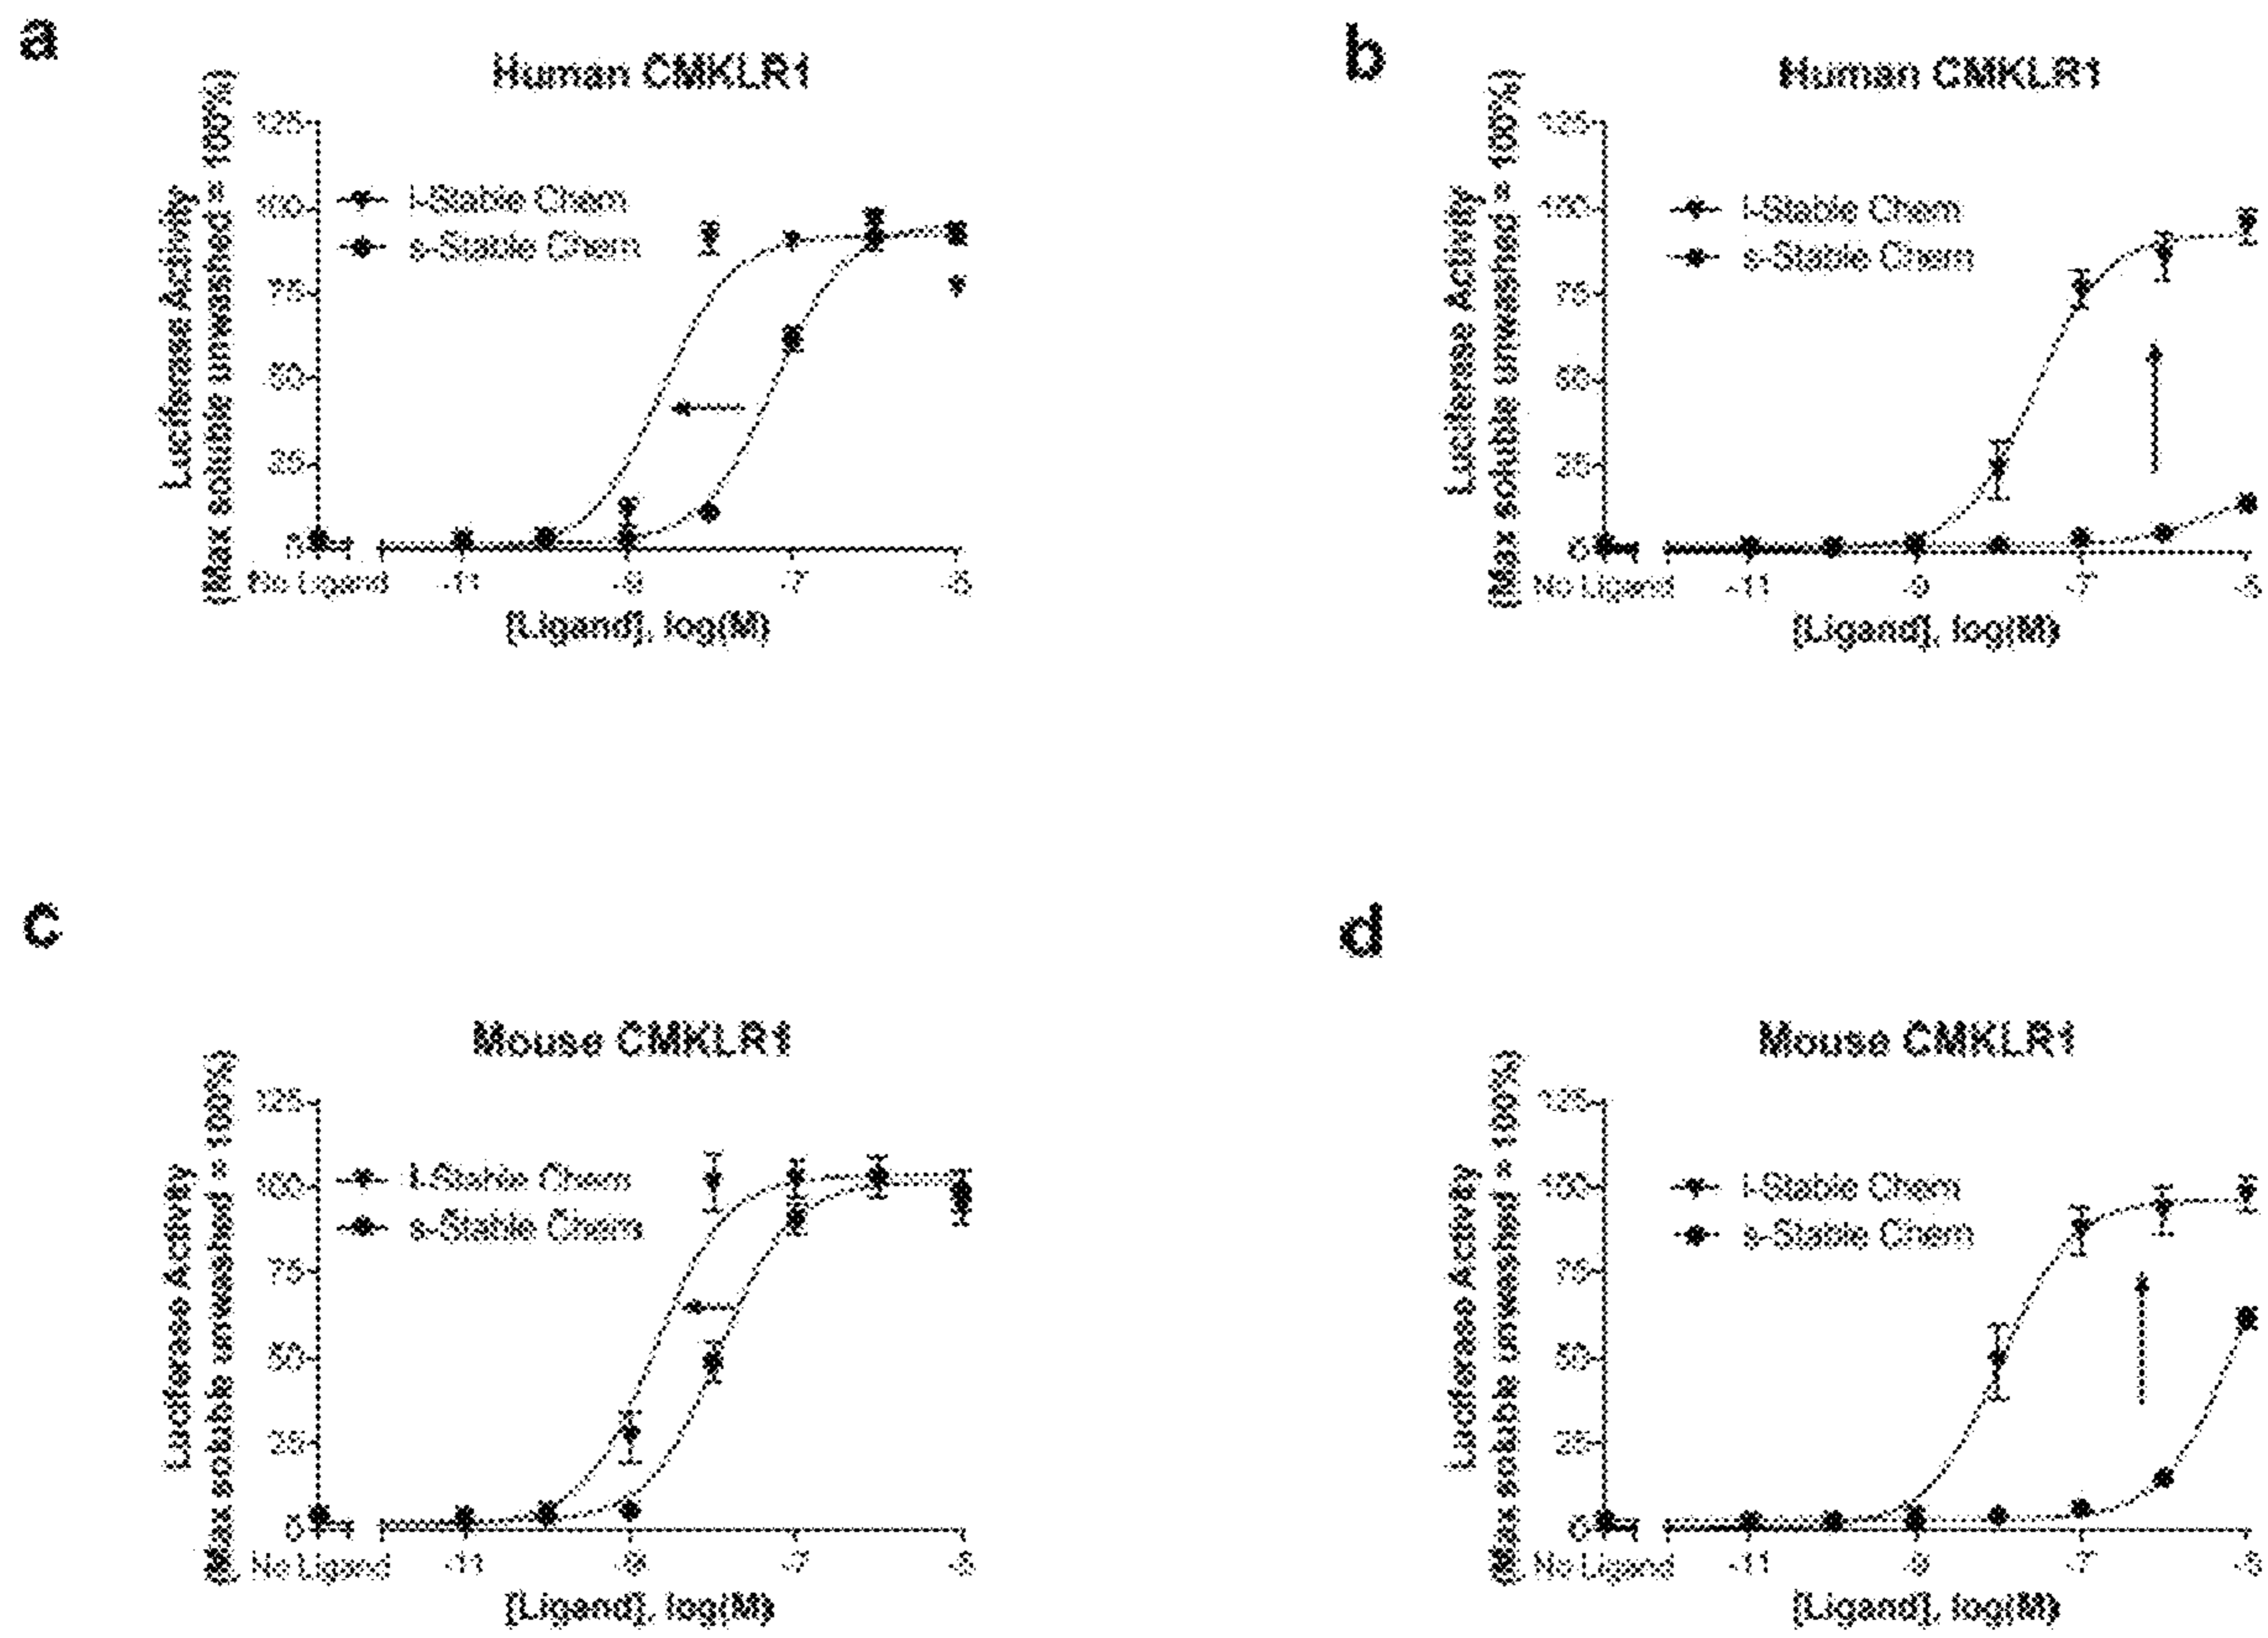 a
Human CMKLR1
Luciferase Activity
(Max soluble unwashed = 100%)
125
100
75
50
25
0
l-Stable Chem
s-Stable Chem
No Ligand
-11
-9
-7
-5
[Ligand], log(M)
b
Human CMKLR1
Luciferase Activity
(Max soluble unwashed = 100%)
125
100
75
50
25
0
l-Stable Chem
s-Stable Chem
No Ligand
-11
-9
-7
-5
[Ligand], log(M)
c
Mouse CMKLR1
Luciferase Activity
(Max soluble unwashed = 100%)
125
100
75
50
25
0
l-Stable Chem
s-Stable Chem
No Ligand
-11
-9
-7
-5
[Ligand], log(M)
d
Mouse CMKLR1
Luciferase Activity
(Max soluble unwashed = 100%)
125
100
75
50
25
0
l-Stable Chem
s-Stable Chem
No Ligand
-11
-9
-7
-5
[Ligand], log(M)